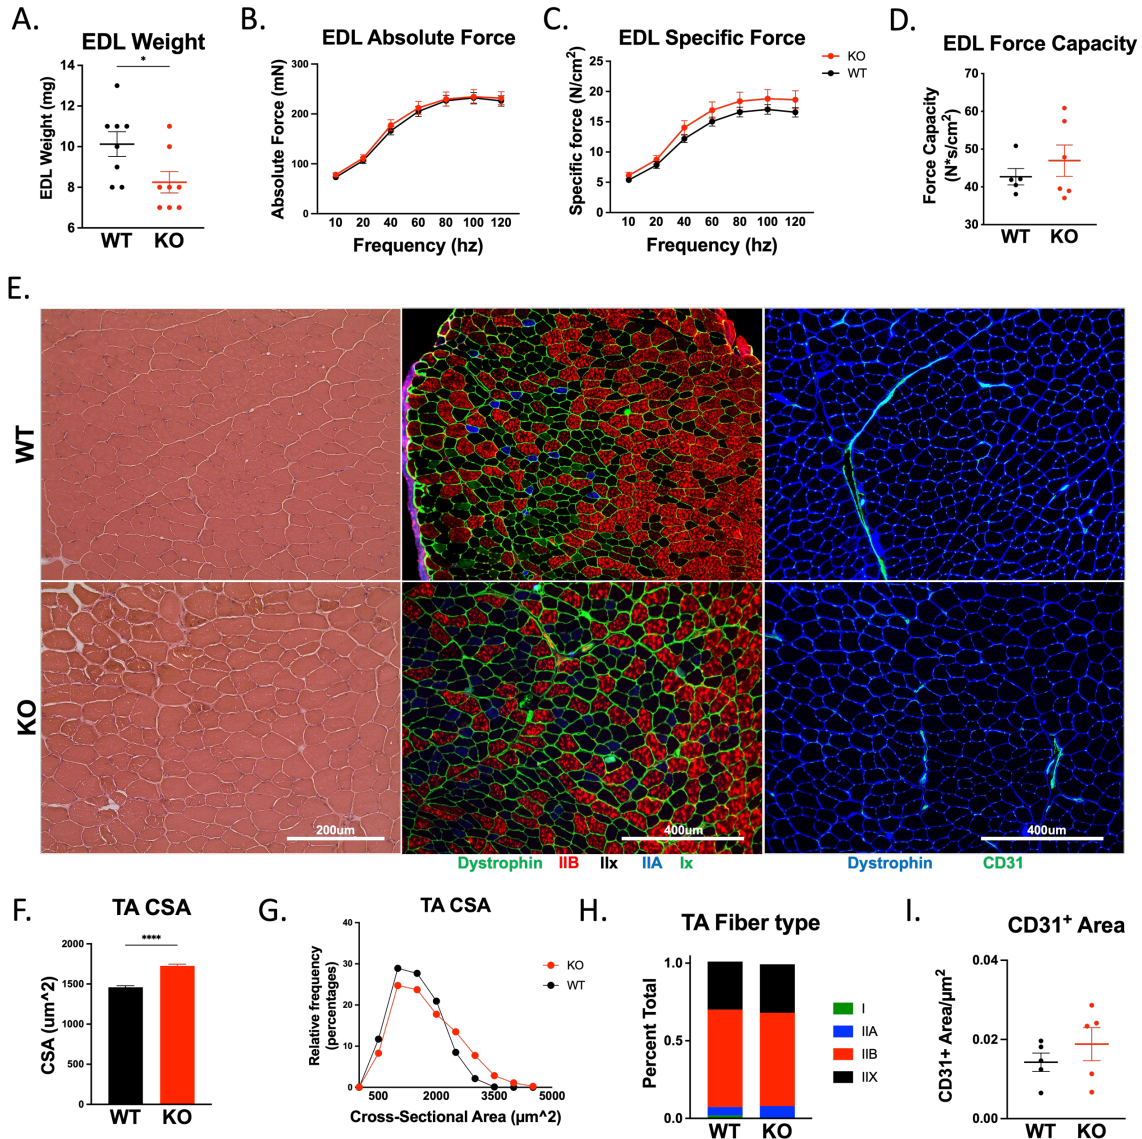 A.
EDL Weight
*
14
12
10
8
6
EDL Weight (mg)
WT
KO
B.
EDL Absolute Force
300
200
100
0
Absolute Force (mN)
10 20 40 60 80 100 120
Frequency (hz)
C.
EDL Specific Force
25
20
15
10
5
0
Specific force (N/cm²)
10 20 40 60 80 100 120
Frequency (hz)
KO
WT
D.
EDL Force Capacity
70
60
50
40
30
Force Capacity
(N*s/cm²)
WT
KO
E.
WT
KO
200um
400um
400um
Dystrophin IIB IIx IIA Ix
Dystrophin CD31
F.
TA CSA
****
2000
1500
1000
500
0
CSA (um^2)
WT
KO
G.
TA CSA
40
30
20
10
0
Relative frequency
(percentages)
500 2000 3500 5000
Cross-Sectional Area (µm^2)
KO
WT
H.
TA Fiber type
1.0
0.5
0.0
Percent Total
WT
KO
I
IIA
IIB
IIX
I.
CD31⁺ Area
0.04
0.02
0.00
CD31+ Area/µm²
WT
KO